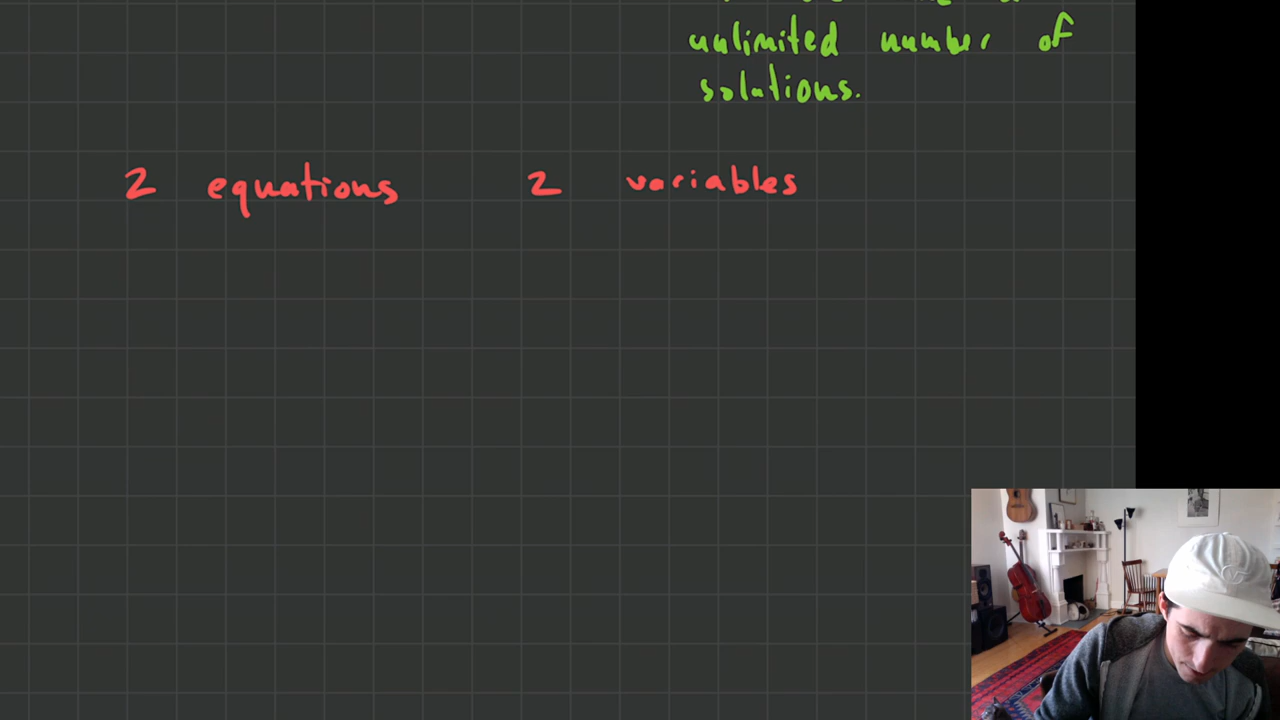 unlimited number of
solutions.
2 equations 2 variables